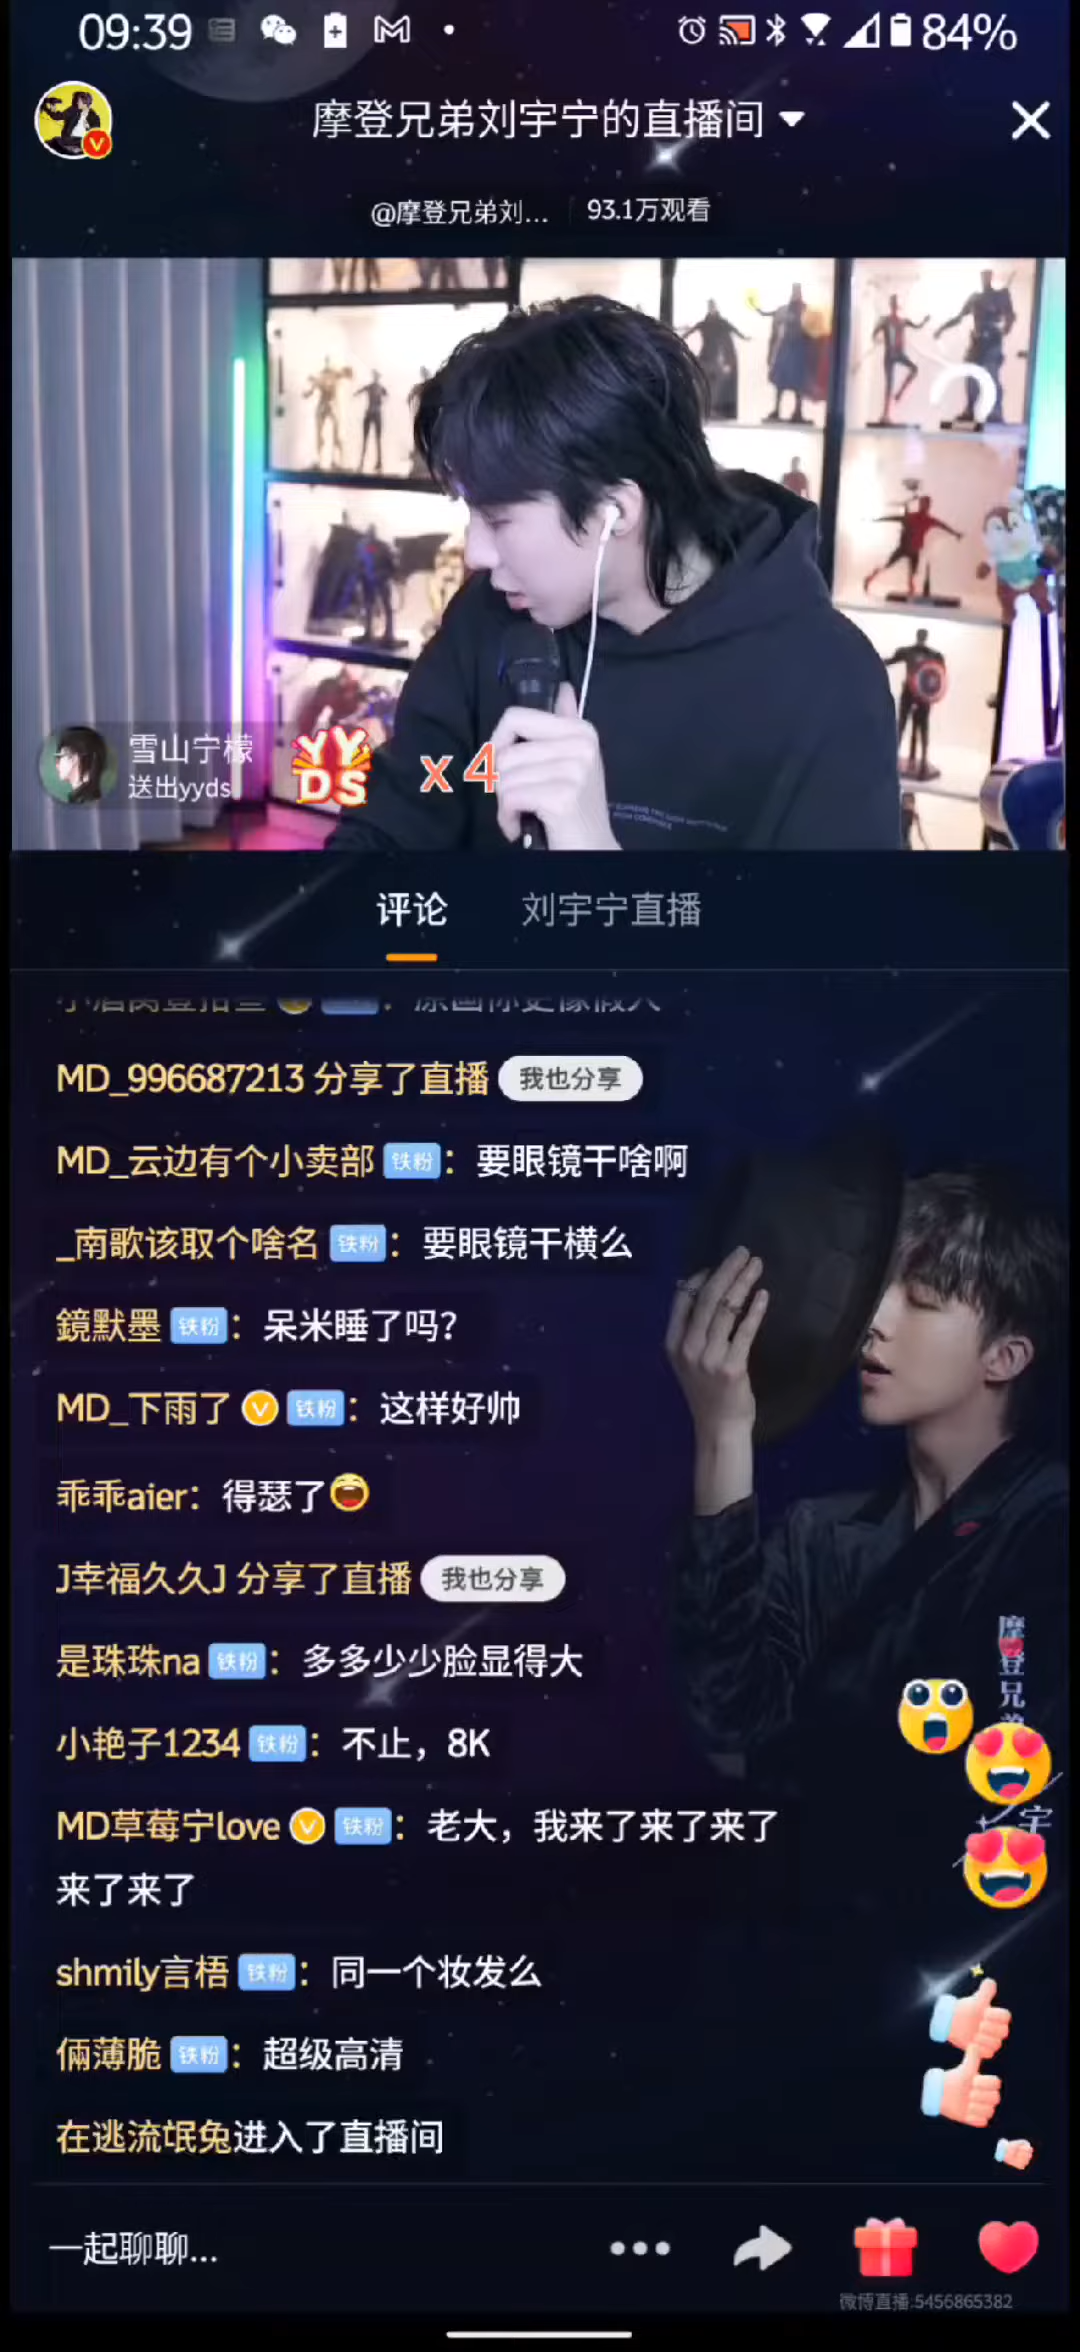 09:39
84%
摩登兄弟刘宇宁的直播间
@摩登兄弟刘...
93.1万观看
雪山宁檬
送出yyds
YYDS
x4
评论
刘宇宁直播
MD_996687213 分享了直播 我也分享
MD_云边有个小卖部 铁粉：要眼镜干啥啊
_南歌该取个啥名 铁粉：要眼镜干横么
鏡默墨 铁粉：呆米睡了吗?
MD_下雨了 铁粉：这样好帅
乖乖aier：得瑟了
J幸福久久J 分享了直播 我也分享
是珠珠na 铁粉：多多少少脸显得大
小艳子1234 铁粉：不止，8K
MD草莓宁love 铁粉：老大，我来了来了来了
来了来了
shmily言梧 铁粉：同一个妆发么
俩薄脆 铁粉：超级高清
在逃流氓兔进入了直播间
一起聊聊...
微博直播:5456865382